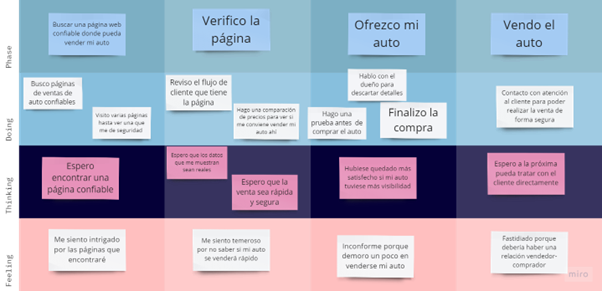 Phase
Buscar una página web
confiable donde pueda
vender mi auto
Verifico la
página
Ofrezco mi
auto
Vendo el
auto
Doing
Busco páginas
de ventas de
auto confiables
Visito varias páginas
hasta ver una que
me de seguridad
Reviso el flujo de
cliente que tiene
la página
Hago una comparación
de precios para ver si
me conviene vender mi
auto ahí
Hablo con el
dueño para
descartar detalles
Hago una
prueba antes de
comprar el auto
Finalizo la
compra
Contacto con atención
al cliente para poder
realizar la venta de
forma segura
Thinking
Espero
encontrar una
página confiable
Espero que los datos
que me muestran
sean reales
Espero que la
venta sea rápida
y segura
Hubiese quedado más
satisfecho si mi auto
tuviese más visibilidad
Espero a la próxima
pueda tratar con el
cliente directamente
Feeling
Me siento intrigado
por las páginas que
encontraré
Me siento temeroso
por no saber si mi auto
se venderá rápido
Inconforme porque
demoro un poco en
venderse mi auto
Fastidiado porque
debería haber una
relación vendedor-
comprador
miro